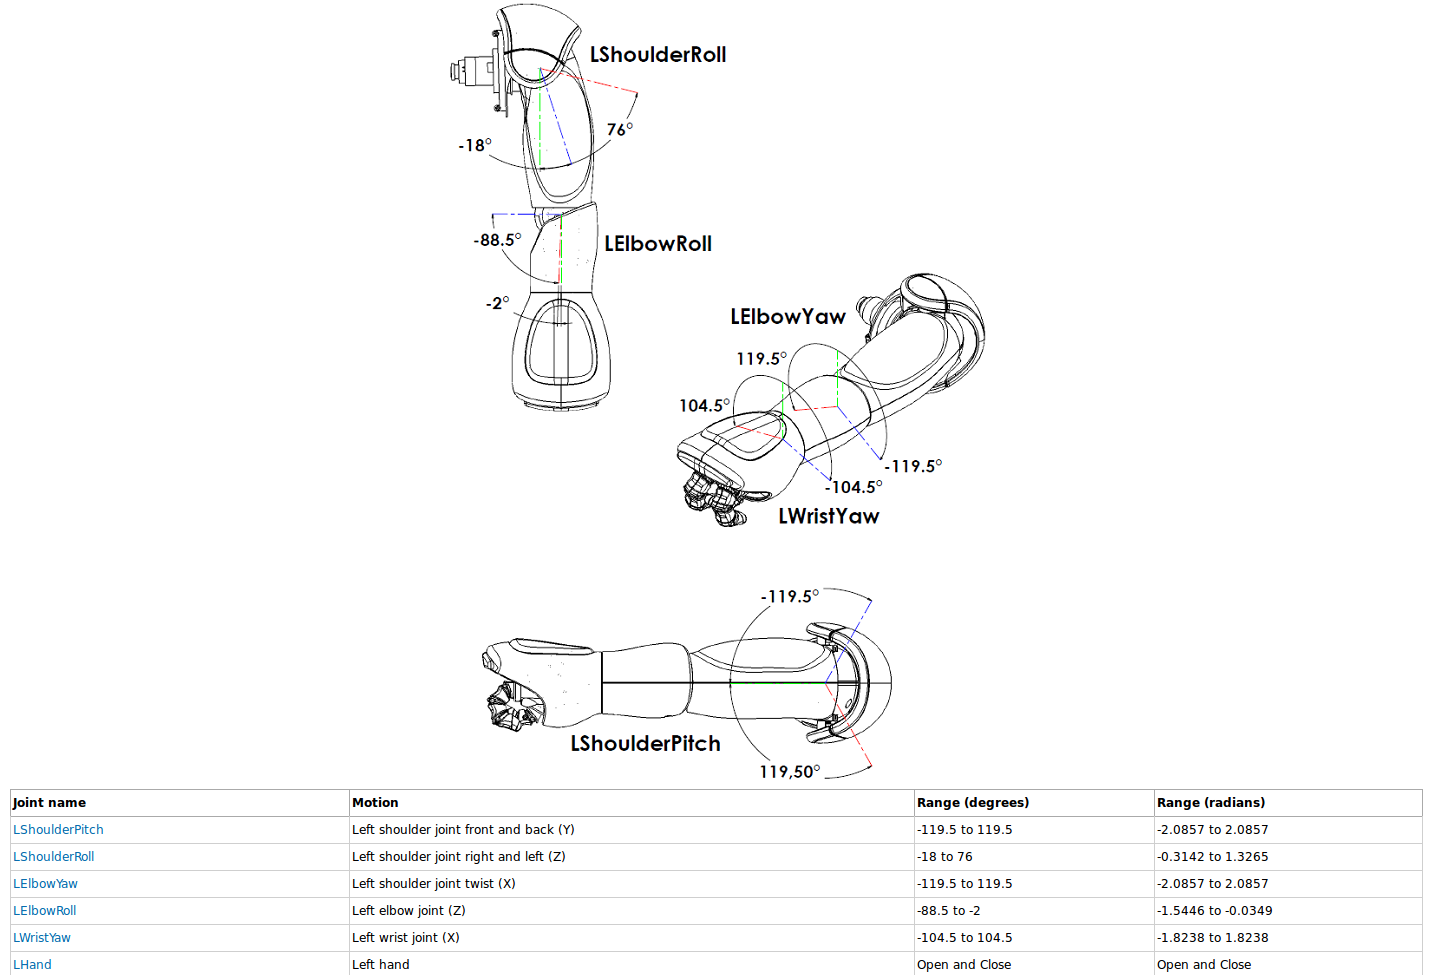 LShoulderRoll
76°
-18°
-88.5°
LElbowRoll
-2°
LElbowYaw
119.5°
104.5°
-119.5°
-104.5°
LWristYaw
-119.5°
LShoulderPitch
119,50°
Joint name Motion Range (degrees) Range (radians)
LShoulderPitch Left shoulder joint front and back (Y) -119.5 to 119.5 -2.0857 to 2.0857
LShoulderRoll Left shoulder joint right and left (Z) -18 to 76 -0.3142 to 1.3265
LElbowYaw Left shoulder joint twist (X) -119.5 to 119.5 -2.0857 to 2.0857
LElbowRoll Left elbow joint (Z) -88.5 to -2 -1.5446 to -0.0349
LWristYaw Left wrist joint (X) -104.5 to 104.5 -1.8238 to 1.8238
LHand Left hand Open and Close Open and Close